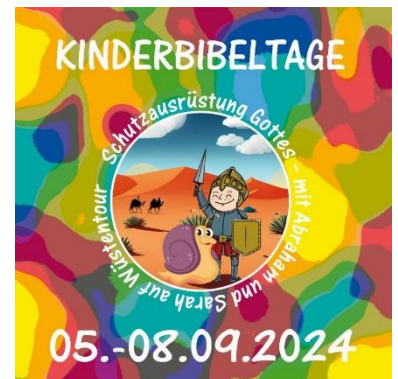 KINDERBIBELTAGE
Schutzausrüstung Gottes – mit Abraham und Sarah auf Wüstentour
05.-08.09.2024